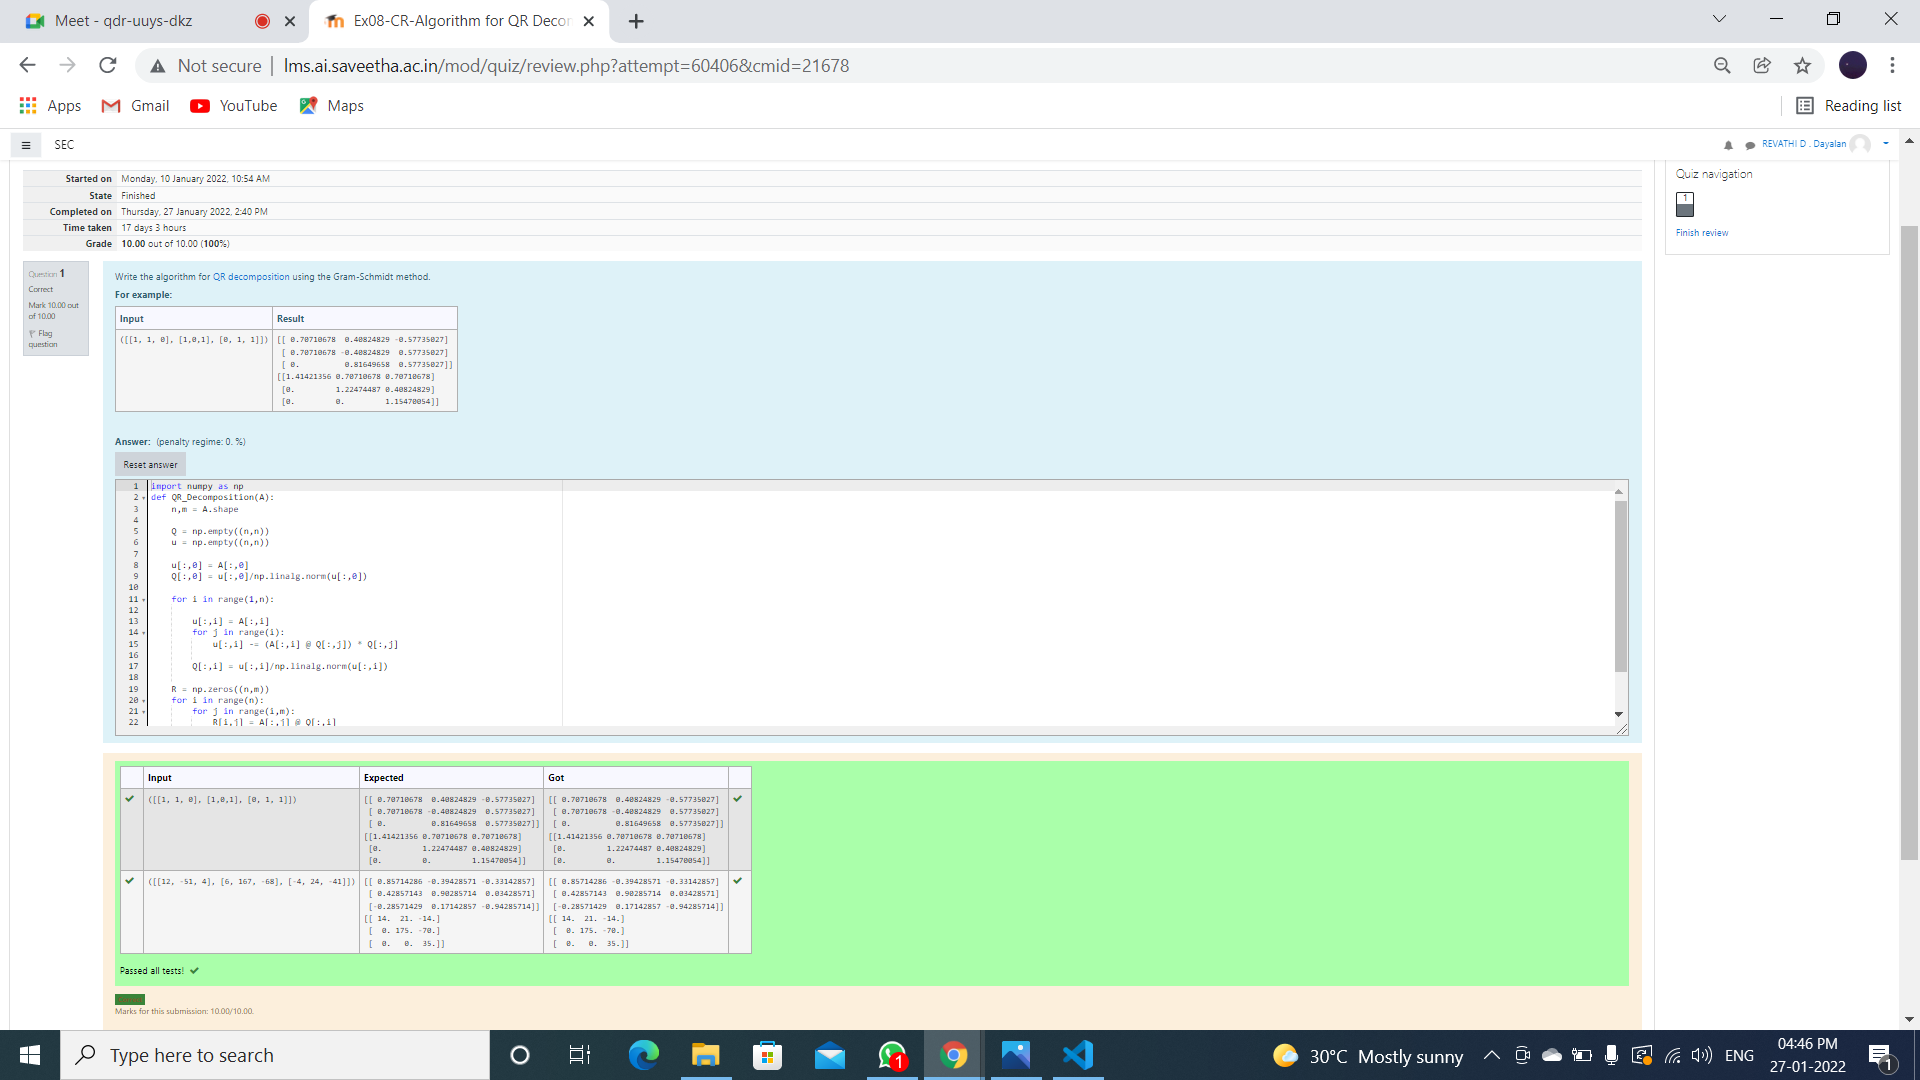 Meet - qdr-uuys-dkz
Ex08-CR-Algorithm for QR Decor
Not secure
lms.ai.saveetha.ac.in/mod/quiz/review.php?attempt=60406&cmid=21678
Apps
Gmail
YouTube
Maps
Reading list
SEC
REVATHI D . Dayalan
Started on Monday, 10 January 2022, 10:54 AM
State Finished
Completed on Thursday, 27 January 2022, 2:40 PM
Time taken 17 days 3 hours
Grade 10.00 out of 10.00 (100%)
Quiz navigation
1
Finish review
Question 1
Correct
Mark 10.00 out
of 10.00
Flag
question
Write the algorithm for QR decomposition using the Gram-Schmidt method.
For example:
Input Result
([[1, 1, 0], [1,0,1], [0, 1, 1]]) [[ 0.70710678 0.40824829 -0.57735027]
[ 0.70710678 -0.40824829 0.57735027]
[ 0. 0.81649658 0.57735027]]
[[1.41421356 0.70710678 0.70710678]
[0. 1.22474487 0.40824829]
[0. 0. 1.15470054]]
Answer: (penalty regime: 0. %)
Reset answer
1 import numpy as np
2 def QR_Decomposition(A):
3 n,m = A.shape
4
5 Q = np.empty((n,n))
6 u = np.empty((n,n))
7
8 u[:,0] = A[:,0]
9 Q[:,0] = u[:,0]/np.linalg.norm(u[:,0])
10
11 for i in range(1,n):
12
13 u[:,i] = A[:,i]
14 for j in range(i):
15 u[:,i] -= (A[:,i] @ Q[:,j]) * Q[:,j]
16
17 Q[:,i] = u[:,i]/np.linalg.norm(u[:,i])
18
19 R = np.zeros((n,m))
20 for i in range(n):
21 for j in range(i,m):
22 R[i,j] = A[:,j] @ Q[:,i]
Input Expected Got
([[1, 1, 0], [1,0,1], [0, 1, 1]]) [[ 0.70710678 0.40824829 -0.57735027] [[ 0.70710678 0.40824829 -0.57735027]
[ 0.70710678 -0.40824829 0.57735027] [ 0.70710678 -0.40824829 0.57735027]
[ 0. 0.81649658 0.57735027]] [ 0. 0.81649658 0.57735027]]
[[1.41421356 0.70710678 0.70710678] [[1.41421356 0.70710678 0.70710678]
[0. 1.22474487 0.40824829] [0. 1.22474487 0.40824829]
[0. 0. 1.15470054]] [0. 0. 1.15470054]]
([[12, -51, 4], [6, 167, -68], [-4, 24, -41]]) [[ 0.85714286 -0.39428571 -0.33142857] [[ 0.85714286 -0.39428571 -0.33142857]
[ 0.42857143 0.90285714 0.03428571] [ 0.42857143 0.90285714 0.03428571]
[-0.28571429 0.17142857 -0.94285714]] [-0.28571429 0.17142857 -0.94285714]]
[[ 14. 21. -14.] [[ 14. 21. -14.]
[ 0. 175. -70.] [ 0. 175. -70.]
[ 0. 0. 35.]] [ 0. 0. 35.]]
Passed all tests!
Marks for this submission: 10.00/10.00.
Type here to search
1
30°C Mostly sunny
ENG
04:46 PM
27-01-2022
1